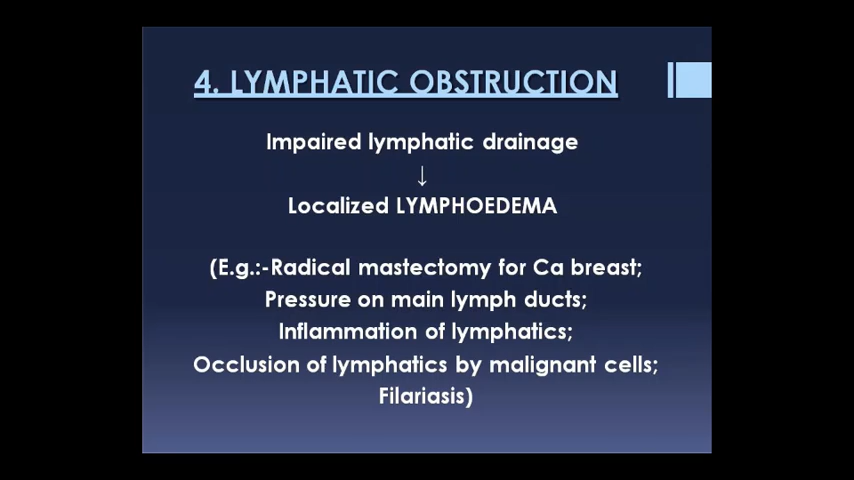 4. LYMPHATIC OBSTRUCTION
Impaired lymphatic drainage
↓
Localized LYMPHOEDEMA
(E.g.:-Radical mastectomy for Ca breast;
Pressure on main lymph ducts;
Inflammation of lymphatics;
Occlusion of lymphatics by malignant cells;
Filariasis)